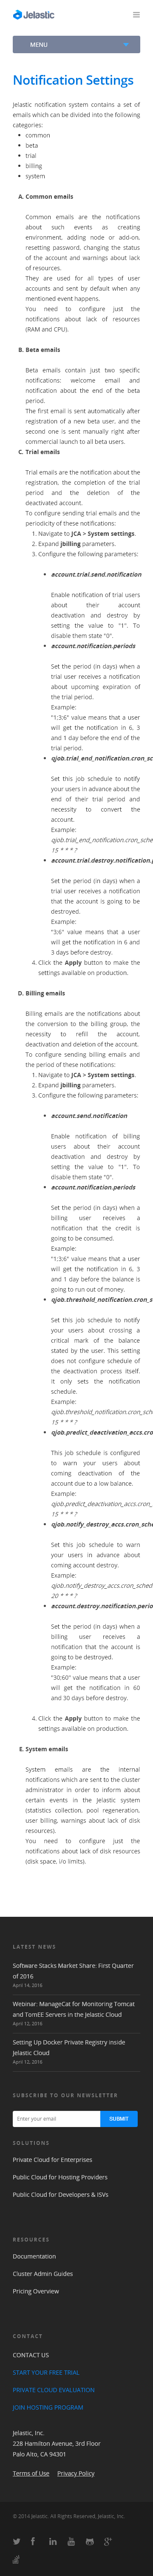 Jelastic
MENU
Notification Settings
Jelastic notification system contains a set of
emails which can be divided into the following
categories:
common
beta
trial
billing
system
A. Common emails
Common emails are the notifications
about such events as creating
environment, adding node or add-on,
resetting password, changing the status
of the account and warnings about lack
of resources.
They are used for all types of user
accounts and sent by default when any
mentioned event happens.
You need to configure just the
notifications about lack of resources
(RAM and CPU).
B. Beta emails
Beta emails contain just two specific
notifications: welcome email and
notification about the end of the beta
period.
The first email is sent automatically after
registration of a new beta user, and the
second one is sent manually right after
commercial launch to all beta users.
C. Trial emails
Trial emails are the notification about the
registration, the completion of the trial
period and the deletion of the
deactivated account.
To configure sending trial emails and the
periodicity of these notifications:
1. Navigate to JCA > System settings.
2. Expand jbilling parameters.
3. Configure the following parameters:
account.trial.send.notification
Enable notification of trial users
about their account
deactivation and destroy by
setting the value to "1". To
disable them state "0".
account.notification.periods
Set the period (in days) when a
trial user receives a notification
about upcoming expiration of
the trial period.
Example:
"1;3;6" value means that a user
will get the notification in 6, 3
and 1 day before the end of the
trial period.
qjob.trial_end_notification.cron_sc
Set this job schedule to notify
your users in advance about the
end of their trial period and
necessity to convert the
account.
Example:
qjob.trial_end_notification.cron_sche
15 * * * ?
account.trial.destroy.notification.p
Set the period (in days) when a
trial user receives a notification
that the account is going to be
destroyed.
Example:
"3;6" value means that a user
will get the notification in 6 and
3 days before destroy.
4. Click the Apply button to make the
settings available on production.
D. Billing emails
Billing emails are the notifications about
the conversion to the billing group, the
necessity to refill the account,
deactivation and deletion of the account.
To configure sending billing emails and
the period of these notifications:
1. Navigate to JCA > System settings.
2. Expand jbilling parameters.
3. Configure the following parameters:
account.send.notification
Enable notification of billing
users about their account
deactivation and destroy by
setting the value to "1". To
disable them state "0".
account.notification.periods
Set the period (in days) when a
billing user receives a
notification that the credit is
going to be consumed.
Example:
"1;3;6" value means that a user
will get the notification in 6, 3
and 1 day before the balance is
going to run out of money.
qjob.threshold_notification.cron_s
Set this job schedule to notify
your users about crossing a
critical mark of the balance
stated by the user. This setting
does not configure schedule of
the deactivation process itself.
It only sets the notification
schedule.
Example:
qjob.threshold_notification.cron_sch
15 * * * ?
qjob.predict_deactivation_accs.cro
This job schedule is configured
to warn your users about
coming deactivation of the
account due to a low balance.
Example:
qjob.predict_deactivation_accs.cron_
15 * * * ?
qjob.notify_destroy_accs.cron_sche
Set this job schedule to warn
your users in advance about
coming account destroy.
Example:
qjob.notify_destroy_accs.cron_sched
20 * * * ?
account.destroy.notification.perio
Set the period (in days) when a
billing user receives a
notification that the account is
going to be destroyed.
Example:
"30;60" value means that a user
will get the notification in 60
and 30 days before destroy.
4. Click the Apply button to make the
settings available on production.
E. System emails
System emails are the internal
notifications which are sent to the cluster
administrator in order to inform about
certain events in the Jelastic system
(statistics collection, pool regeneration,
user billing, warnings about lack of disk
resources).
You need to configure just the
notifications about lack of disk resources
(disk space, i/o limits).
LATEST NEWS
Software Stacks Market Share: First Quarter
of 2016
April 14, 2016
Webinar: ManageCat for Monitoring Tomcat
and TomEE Servers in the Jelastic Cloud
April 12, 2016
Setting Up Docker Private Registry inside
Jelastic Cloud
April 12, 2016
SUBSCRIBE TO OUR NEWSLETTER
Enter your email
SUBMIT
SOLUTIONS
Private Cloud for Enterprises
Public Cloud for Hosting Providers
Public Cloud for Developers & ISVs
RESOURCES
Documentation
Cluster Admin Guides
Pricing Overview
CONTACT
CONTACT US
START YOUR FREE TRIAL
PRIVATE CLOUD EVALUATION
JOIN HOSTING PROGRAM
Jelastic, Inc.
228 Hamilton Avenue, 3rd Floor
Palo Alto, CA 94301
Terms of Use Privacy Policy
© 2014 Jelastic. All Rights Reserved, Jelastic, Inc.